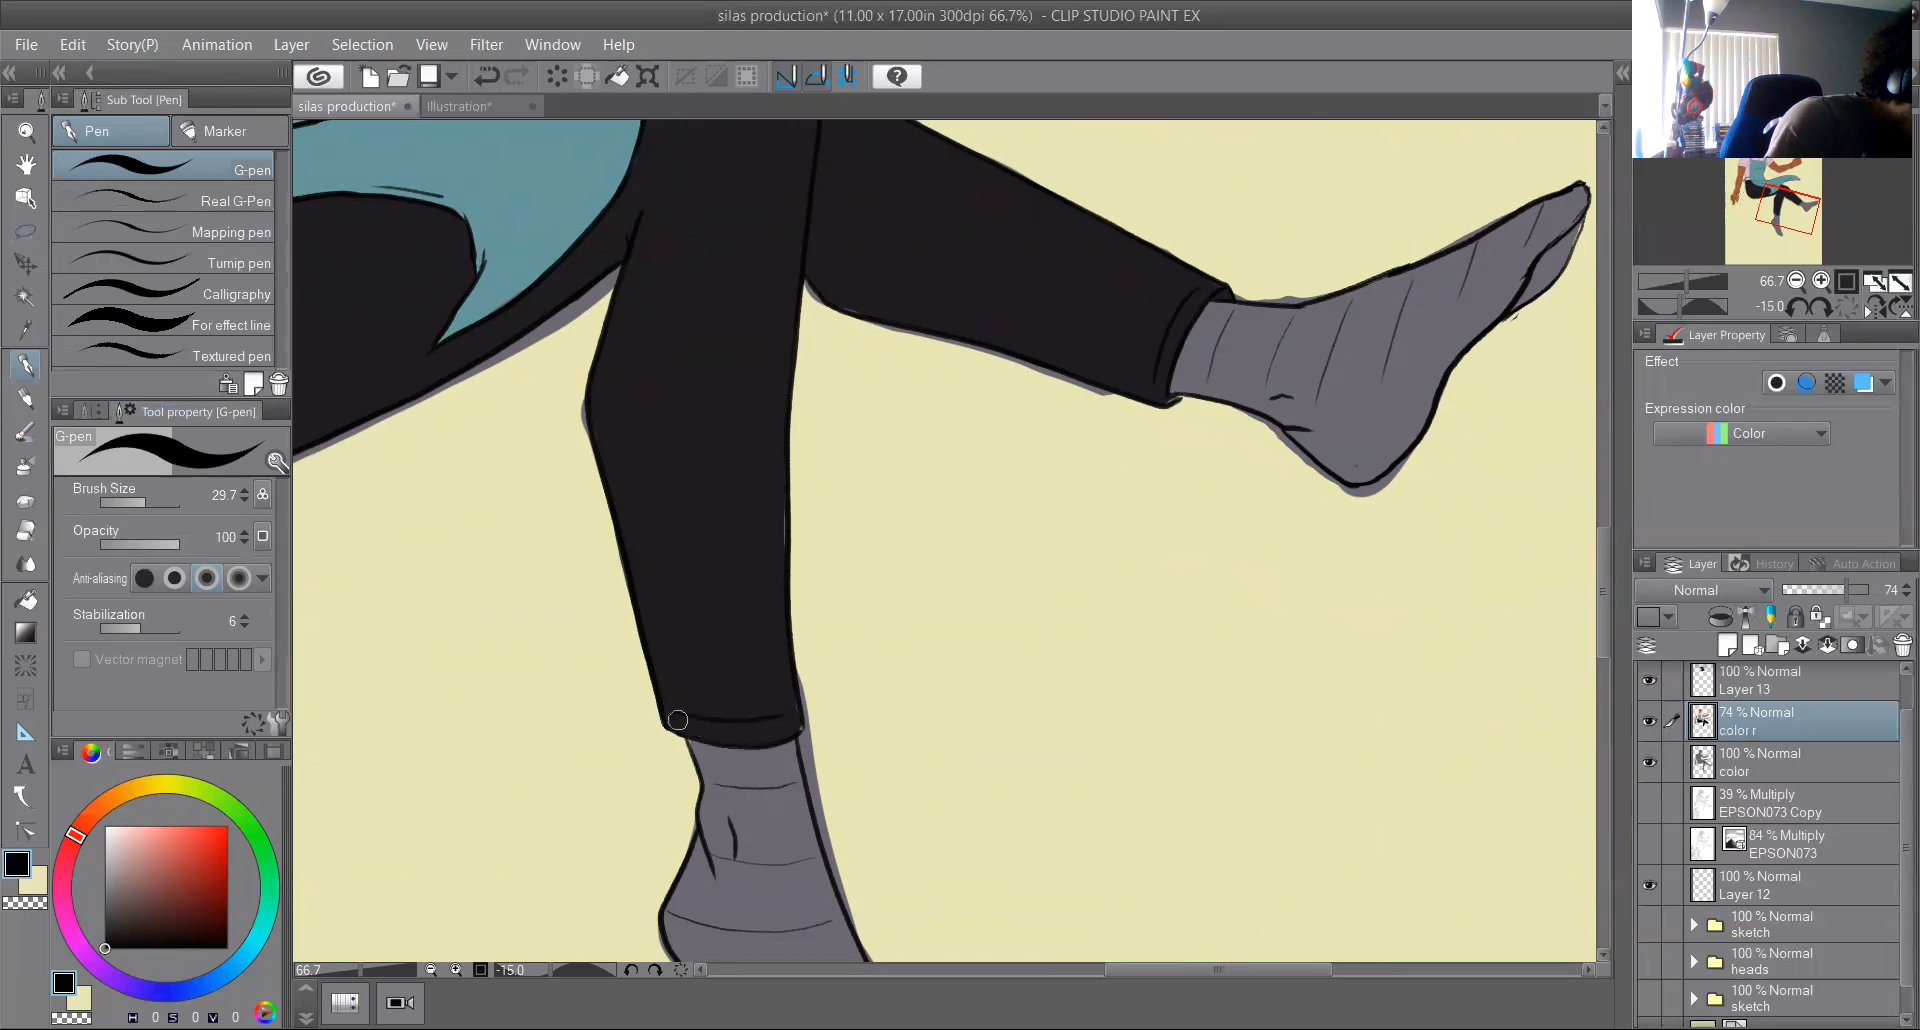 silas production* (11.00 x 17.00in 300dpi 66.7%)  - CLIP STUDIO PAINT EX
File Edit Story(P) Animation Layer Selection View Filter Window Help
Sub Tool [Pen]
silas production* Illustration*
Pen Marker
G-pen
Real G-Pen
Mapping pen
Turnip pen
Calligraphy
For effect line
Textured pen
Tool property [G-pen]
G-pen
Brush Size 29.7
Opacity 100
Anti-aliasing
Stabilization 6
Vector magnet
A
H 0 S 0 V 0
66.7 -15.0
66.7
-15.0
Layer Property
Effect
Expression color
Color
Layer History Auto Action
Normal 74
100 % Normal
Layer 13
74 % Normal
color r
100 % Normal
color
39 % Multiply
EPSON073 Copy
84 % Multiply
EPSON073
100 % Normal
Layer 12
100 % Normal
sketch
100 % Normal
heads
100 % Normal
sketch